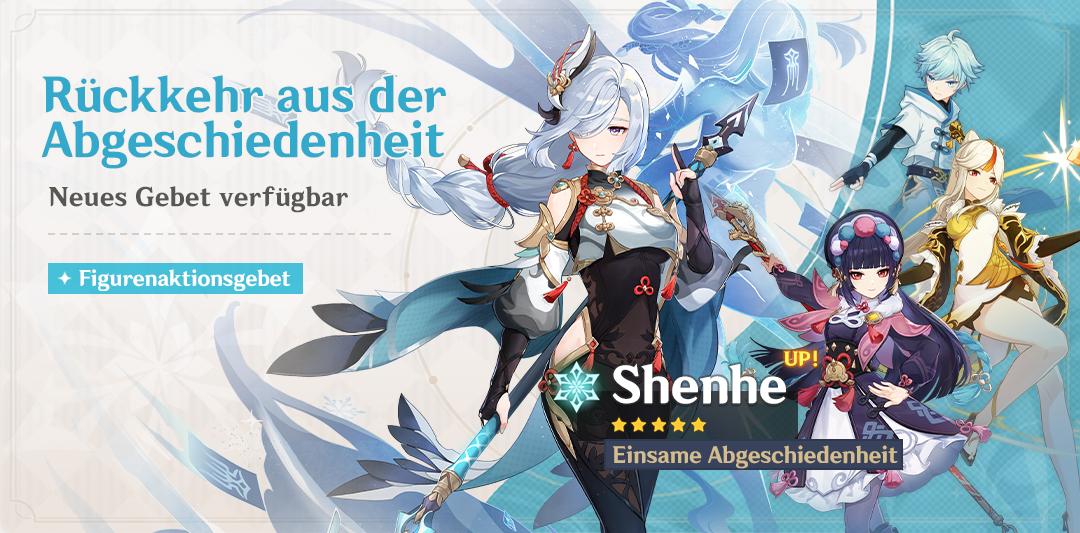 Rückkehr aus der
Abgeschiedenheit
Neues Gebet verfügbar
✦ Figurenaktionsgebet
UP!
Shenhe
★★★★★
Einsame Abgeschiedenheit